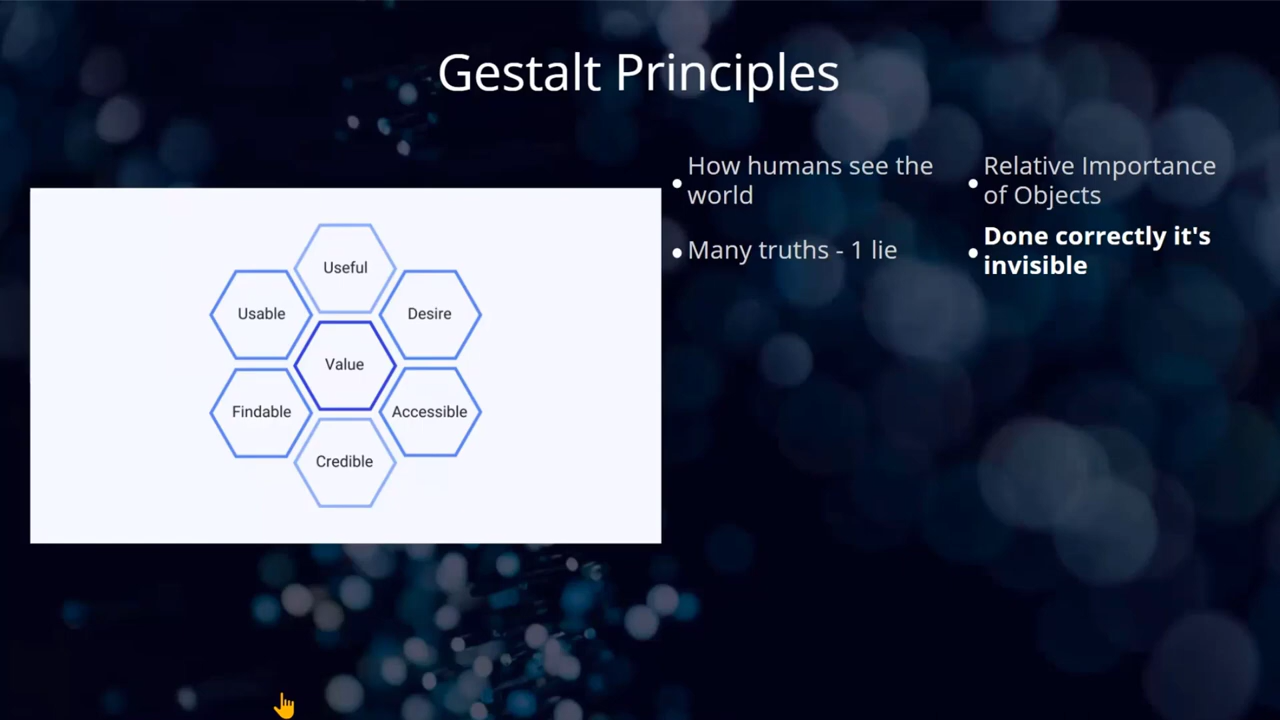 Gestalt Principles
How humans see the
world
Many truths - 1 lie
Relative Importance
of Objects
Done correctly it's
invisible
Useful
Usable
Desire
Value
Findable
Accessible
Credible